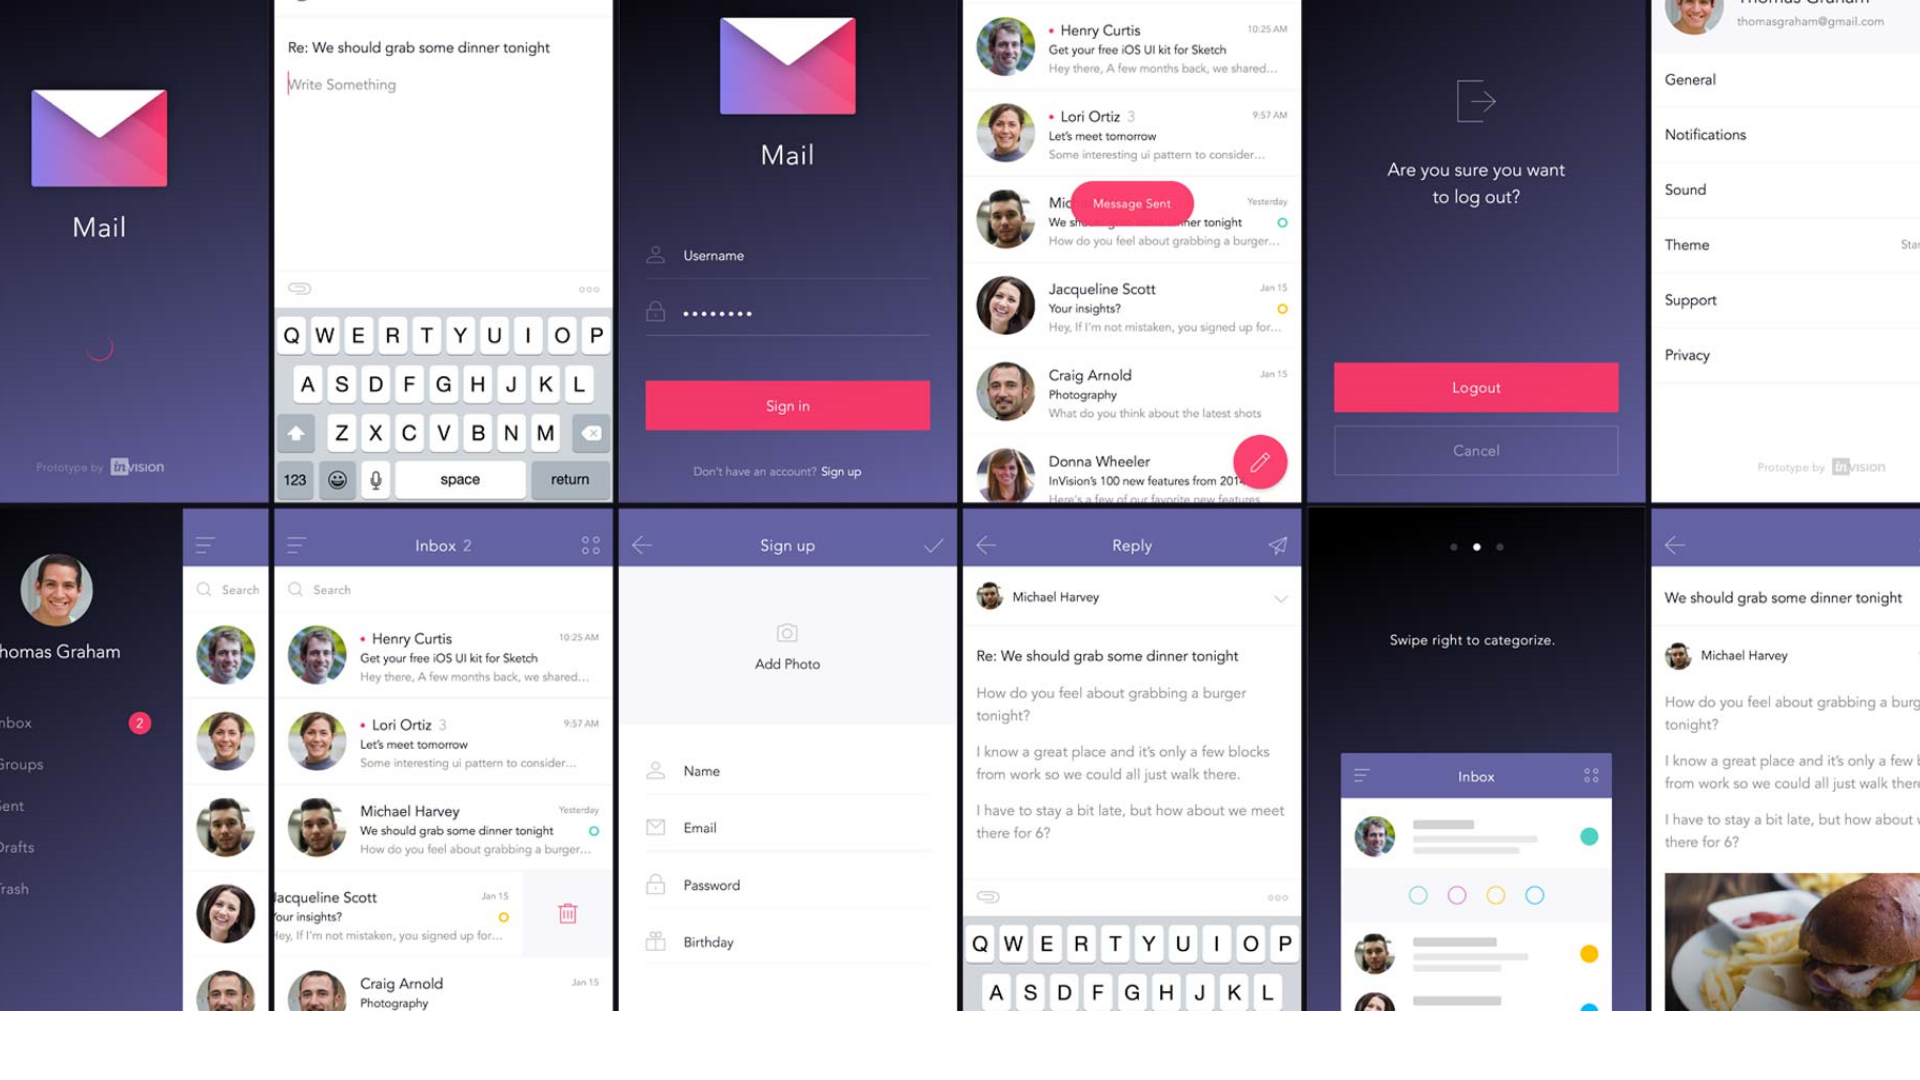 Mail
Prototype by invision
Re: We should grab some dinner tonight
Write Something
Q W E R T Y U I O P
A S D F G H J K L
Z X C V B N M
123 space return
Mail
Username
Sign in
Don't have an account? Sign up
Henry Curtis 10:25 AM
Get your free iOS UI kit for Sketch
Hey there, A few months back, we shared...
Lori Ortiz 3 9:57 AM
Let's meet tomorrow
Some interesting ui pattern to consider...
Mic Yesterday
Message Sent
We sh nner tonight
How do you feel about grabbing a burger...
Jacqueline Scott Jan 15
Your insights?
Hey, If I'm not mistaken, you signed up for...
Craig Arnold Jan 15
Photography
What do you think about the latest shots
Donna Wheeler
InVision's 100 new features from 2014
Here's a few of our favorite new features
Are you sure you want
to log out?
Logout
Cancel
Thomas Graham
thomasgraham@gmail.com
General
Notifications
Sound
Theme Star
Support
Privacy
Prototype by invision
homas Graham
nbox 2
Groups
ent
Drafts
rash
Search
Inbox 2
Search
Henry Curtis 10:25 AM
Get your free iOS UI kit for Sketch
Hey there, A few months back, we shared...
Lori Ortiz 3 9:57 AM
Let's meet tomorrow
Some interesting ui pattern to consider...
Michael Harvey Yesterday
We should grab some dinner tonight
How do you feel about grabbing a burger...
Jacqueline Scott Jan 15
Your insights?
Hey, If I'm not mistaken, you signed up for...
Craig Arnold Jan 15
Photography
Sign up
Add Photo
Name
Email
Password
Birthday
Reply
Michael Harvey
Re: We should grab some dinner tonight
How do you feel about grabbing a burger
tonight?
I know a great place and it's only a few blocks
from work so we could all just walk there.
I have to stay a bit late, but how about we meet
there for 6?
Q W E R T Y U I O P
A S D F G H J K L
Swipe right to categorize.
Inbox
We should grab some dinner tonight
Michael Harvey
How do you feel about grabbing a burg
tonight?
I know a great place and it's only a few b
from work so we could all just walk there
I have to stay a bit late, but how about w
there for 6?